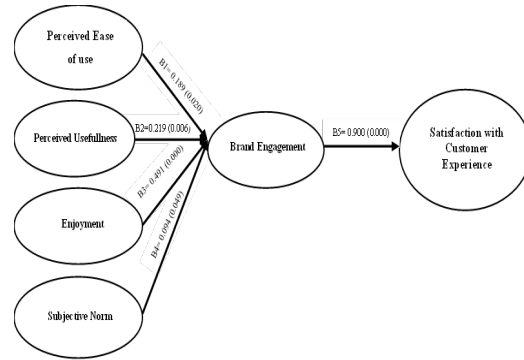 Perceived Ease
of use
B1= 0.189 (0.020)
Perceived Usefullness
B2=0.219 (0.006)
Brand Engagement
B5= 0.900 (0.000)
Satisfaction with
Customer
Experience
B3= 0.491 (0.000)
Enjoyment
B4= 0.094 (0.049)
Subjective Norm